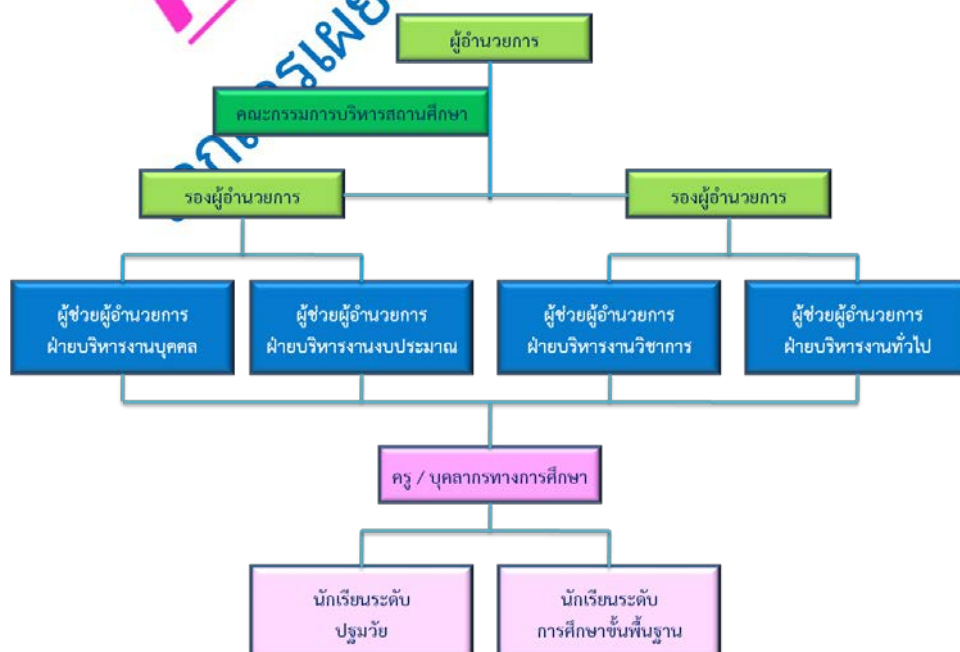 ผู้อำนวยการ
คณะกรรมการบริหารสถานศึกษา
รองผู้อำนวยการ
รองผู้อำนวยการ
ผู้ช่วยผู้อำนวยการ
ฝ่ายบริหารงานบุคคล
ผู้ช่วยผู้อำนวยการ
ฝ่ายบริหารงานงบประมาณ
ผู้ช่วยผู้อำนวยการ
ฝ่ายบริหารงานวิชาการ
ผู้ช่วยผู้อำนวยการ
ฝ่ายบริหารงานทั่วไป
ครู / บุคลากรทางการศึกษา
นักเรียนระดับ
ปฐมวัย
นักเรียนระดับ
การศึกษาขั้นพื้นฐาน